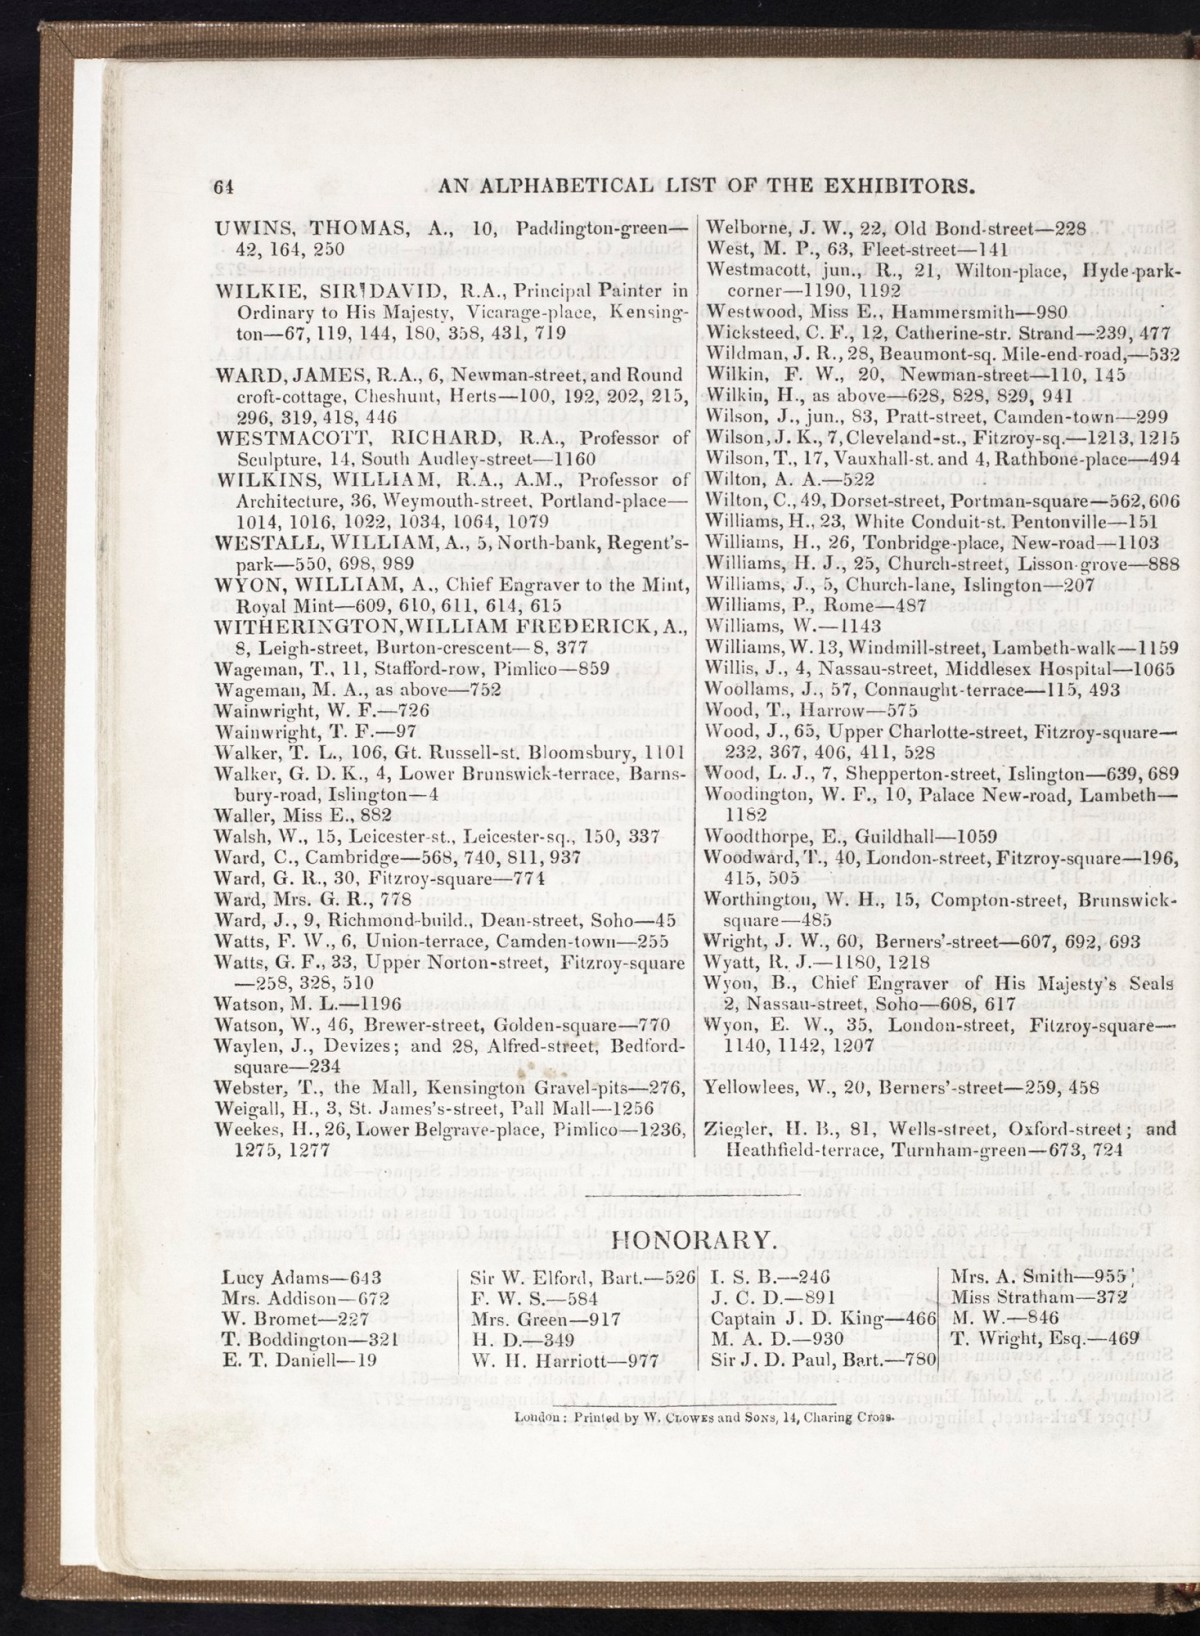 64 AN ALPHABETICAL LIST OF THE EXHIBITORS.
UWINS, THOMAS, A., 10, Paddington-green—
42, 164, 250
WILKIE, SIR DAVID, R.A., Principal Painter in
Ordinary to His Majesty, Vicarage-place, Kensing-
ton—67, 119, 144, 180, 358, 431, 719
WARD, JAMES, R.A., 6, Newman-street, and Round
croft-cottage, Cheshunt, Herts—100, 192, 202, 215,
296, 319, 418, 446
WESTMACOTT, RICHARD, R.A., Professor of
Sculpture, 14, South Audley-street—1160
WILKINS, WILLIAM, R.A., A.M., Professor of
Architecture, 36, Weymouth-street, Portland-place—
1014, 1016, 1022, 1034, 1064, 1079
WESTALL, WILLIAM, A., 5, North-bank, Regent's-
park—550, 698, 989
WYON, WILLIAM, A., Chief Engraver to the Mint,
Royal Mint—609, 610, 611, 614, 615
WITHERINGTON, WILLIAM FREDERICK, A.,
8, Leigh-street, Burton-crescent—8, 377
Wageman, T., 11, Stafford-row, Pimlico—859
Wageman, M. A., as above—752
Wainwright, W. F.—726
Wainwright, T. F.—97
Walker, T. L., 106, Gt. Russell-st. Bloomsbury, 1101
Walker, G. D. K., 4, Lower Brunswick-terrace, Barns-
bury-road, Islington—4
Waller, Miss E., 882
Walsh, W., 15, Leicester-st., Leicester-sq., 150, 337
Ward, C., Cambridge—568, 740, 811, 937
Ward, G. R., 30, Fitzroy-square—774
Ward, Mrs. G. R., 778
Ward, J., 9, Richmond-build., Dean-street, Soho—45
Watts, F. W., 6, Union-terrace, Camden-town—255
Watts, G. F., 33, Upper Norton-street, Fitzroy-square
—258, 328, 510
Watson, M. L.—1196
Watson, W., 46, Brewer-street, Golden-square—770
Waylen, J., Devizes; and 28, Alfred-street, Bedford-
square—234
Webster, T., the Mall, Kensington Gravel-pits—276,
Weigall, H., 3, St. James's-street, Pall Mall—1256
Weekes, H., 26, Lower Belgrave-place, Pimlico—1236,
1275, 1277
Welborne, J. W., 22, Old Bond-street—228
West, M. P., 63, Fleet-street—141
Westmacott, jun., R., 21, Wilton-place, Hyde-park-
corner—1190, 1192
Westwood, Miss E., Hammersmith—980
Wicksteed, C. F., 12, Catherine-str. Strand—239, 477
Wildman, J. R., 28, Beaumont-sq. Mile-end-road,—532
Wilkin, F. W., 20, Newman-street—110, 145
Wilkin, H., as above—628, 828, 829, 941
Wilson, J., jun., 83, Pratt-street, Camden-town—299
Wilson, J. K., 7, Cleveland-st., Fitzroy-sq.—1213, 1215
Wilson, T., 17, Vauxhall-st. and 4, Rathbone-place—494
Wilton, A. A.—522
Wilton, C., 49, Dorset-street, Portman-square—562, 606
Williams, H., 23, White Conduit-st. Pentonville—151
Williams, H., 26, Tonbridge-place, New-road—1103
Williams, H. J., 25, Church-street, Lisson-grove—888
Williams, J., 5, Church-lane, Islington—207
Williams, P., Rome—487
Williams, W.—1143
Williams, W. 13, Windmill-street, Lambeth-walk—1159
Willis, J., 4, Nassau-street, Middlesex Hospital—1065
Woollams, J., 57, Connaught-terrace—115, 493
Wood, T., Harrow—575
Wood, J., 65, Upper Charlotte-street, Fitzroy-square—
232, 367, 406, 411, 528
Wood, L. J., 7, Shepperton-street, Islington—639, 689
Woodington, W. F., 10, Palace New-road, Lambeth—
1182
Woodthorpe, E., Guildhall—1059
Woodward, T., 40, London-street, Fitzroy-square—196,
415, 505
Worthington, W. H., 15, Compton-street, Brunswick-
square—485
Wright, J. W., 60, Berners'-street—607, 692, 693
Wyatt, R. J.—1180, 1218
Wyon, B., Chief Engraver of His Majesty's Seals
2, Nassau-street, Soho—608, 617
Wyon, E. W., 35, London-street, Fitzroy-square—
1140, 1142, 1207
Yellowlees, W., 20, Berners'-street—259, 458
Ziegler, H. B., 81, Wells-street, Oxford-street; and
Heathfield-terrace, Turnham-green—673, 724
HONORARY.
Lucy Adams—643
Mrs. Addison—672
W. Bromet—227
T. Boddington—321
E. T. Daniell—19
Sir W. Elford, Bart.—526
F. W. S.—584
Mrs. Green—917
H. D.—349
W. H. Harriott—977
I. S. B.—246
J. C. D.—891
Captain J. D. King—466
M. A. D.—930
Sir J. D. Paul, Bart.—780
Mrs. A. Smith—955
Miss Stratham—372
M. W.—846
T. Wright, Esq.—469
London: Printed by W. CLOWES and SONS, 14, Charing Cross.